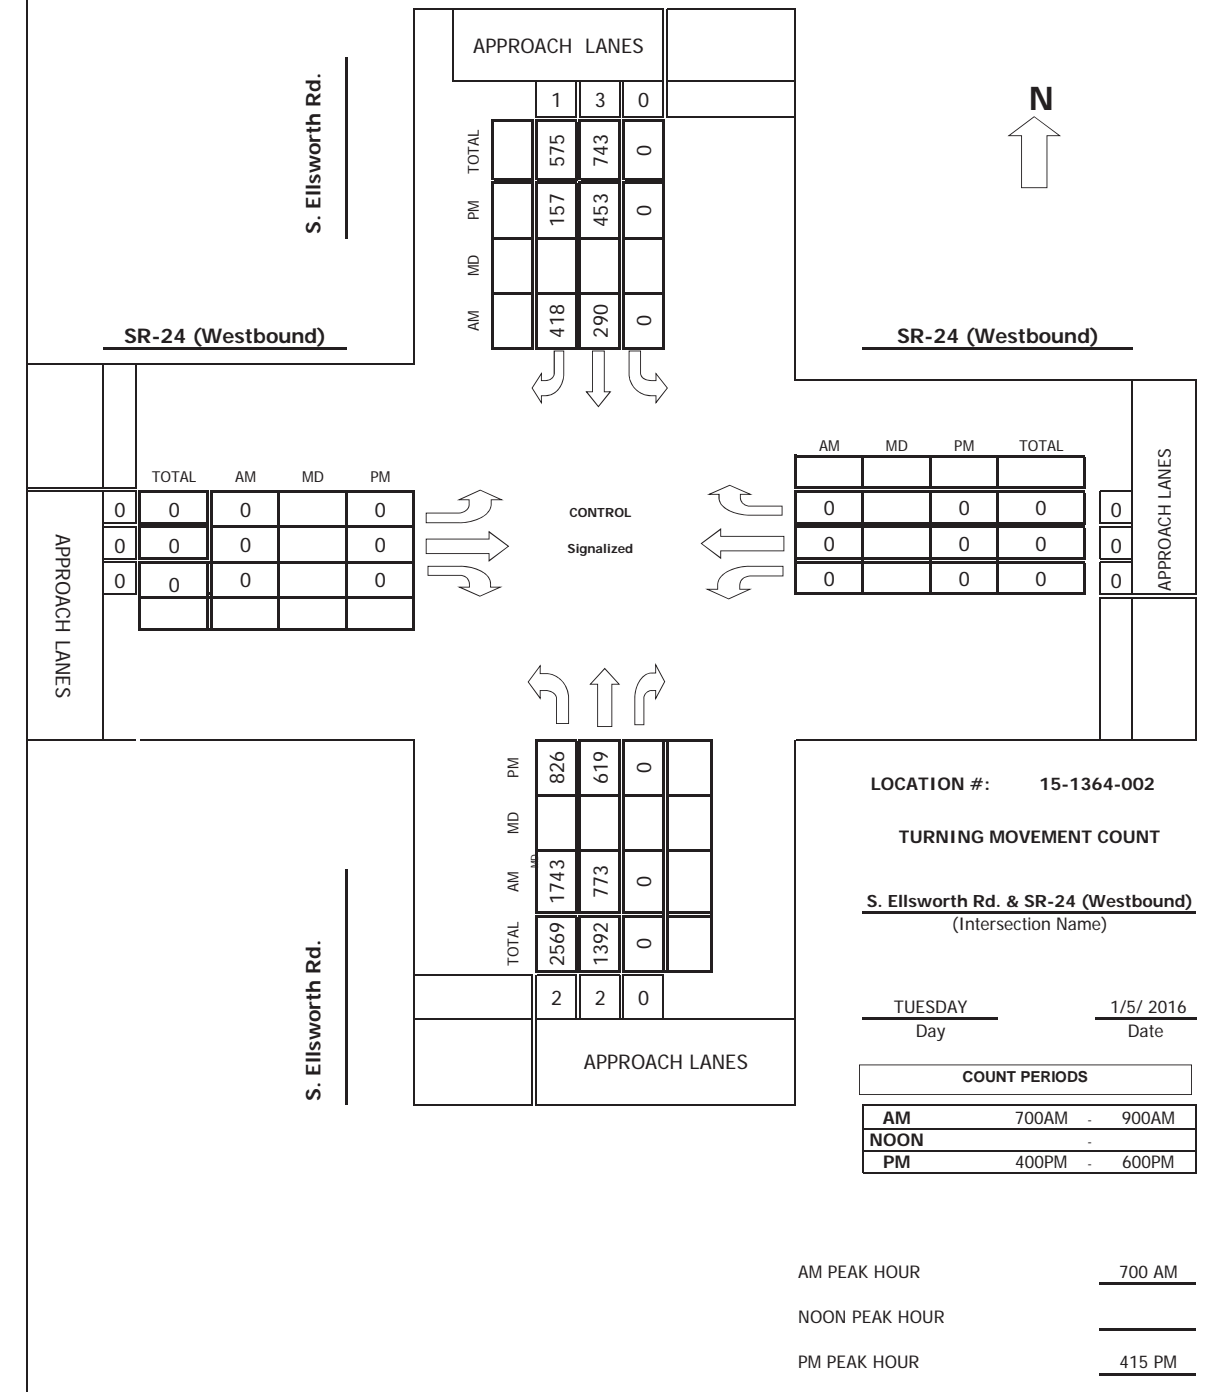 APPROACH LANES
1 3 0
S. Ellsworth Rd.
N
TOTAL 575 743 0
PM 157 453 0
MD
AM 418 290 0
SR-24 (Westbound)
SR-24 (Westbound)
AM MD PM TOTAL
TOTAL AM MD PM
0 0 0 0
0 0 0 0
0 0 0 0
APPROACH LANES
CONTROL
Signalized
0 0 0 0
0 0 0 0
0 0 0 0
APPROACH LANES
PM 826 619 0
MD
MD
AM 1743 773 0
TOTAL 2569 1392 0
2 2 0
APPROACH LANES
S. Ellsworth Rd.
LOCATION #: 15-1364-002
TURNING MOVEMENT COUNT
S. Ellsworth Rd. & SR-24 (Westbound)
(Intersection Name)
TUESDAY 1/5/ 2016
Day Date
COUNT PERIODS
AM 700AM - 900AM
NOON -
PM 400PM - 600PM
AM PEAK HOUR 700 AM
NOON PEAK HOUR
PM PEAK HOUR 415 PM